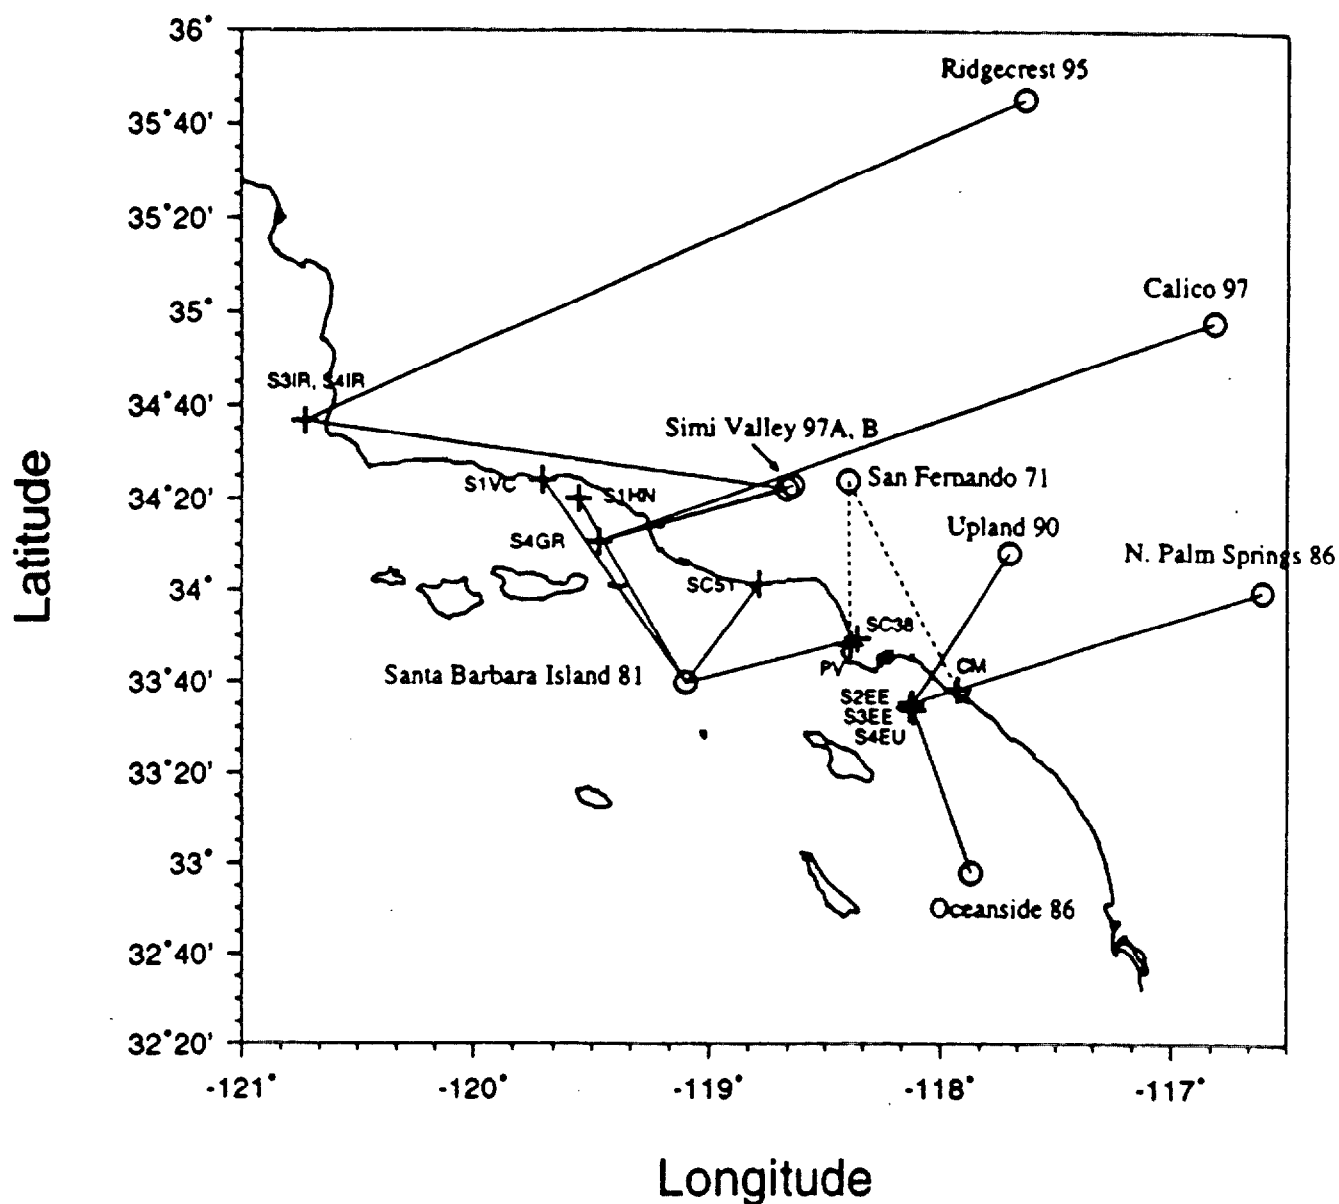 36°
Ridgecrest 95
35°40'
35°20'
Calico 97
35°
S3IR, S4IR
34°40'
Simi Valley 97A, B
San Fernando 71
S1VC
S1HN
34°20'
Upland 90
S4GR
N. Palm Springs 86
SC51
34°
SC38
PV
CM
Santa Barbara Island 81
33°40'
S2EE
S3EE
S4EU
33°20'
33°
Oceanside 86
32°40'
32°20'
-121°
-120°
-119°
-118°
-117°
Latitude
Longitude